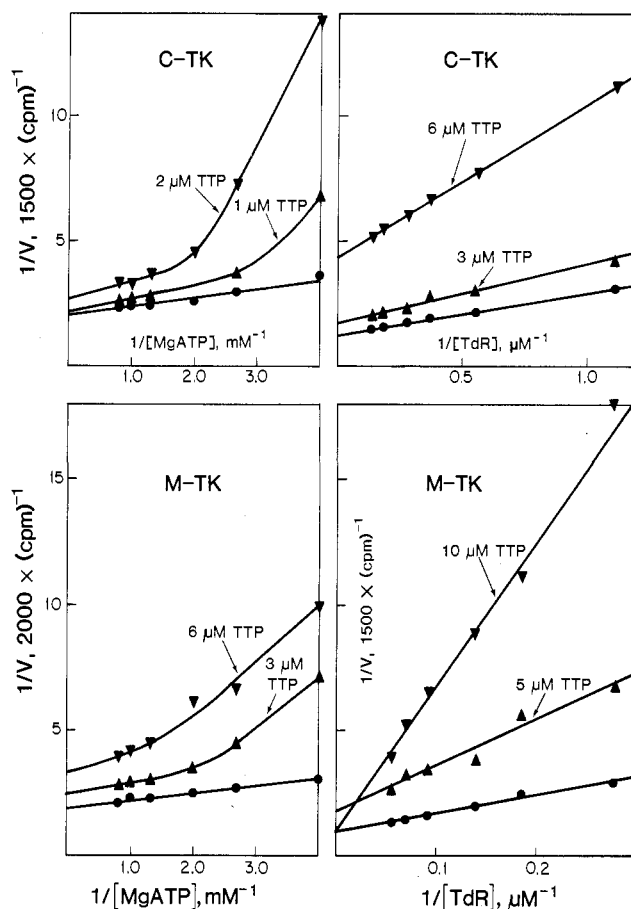 C-TK
10
5
1/V, 1500 × (cpm)⁻¹
2 μM TTP
1 μM TTP
1/[MgATP], mM⁻¹
1.0
2.0
3.0
C-TK
6 μM TTP
3 μM TTP
1/[TdR], μM⁻¹
0.5
1.0
M-TK
15
10
5
1/V, 2000 × (cpm)⁻¹
6 μM TTP
3 μM
TTP
1.0
2.0
3.0
1/[MgATP], mM⁻¹
M-TK
1/V, 1500 × (cpm)⁻¹
10 μM TTP
5 μM TTP
0.1
0.2
1/[TdR], μM⁻¹